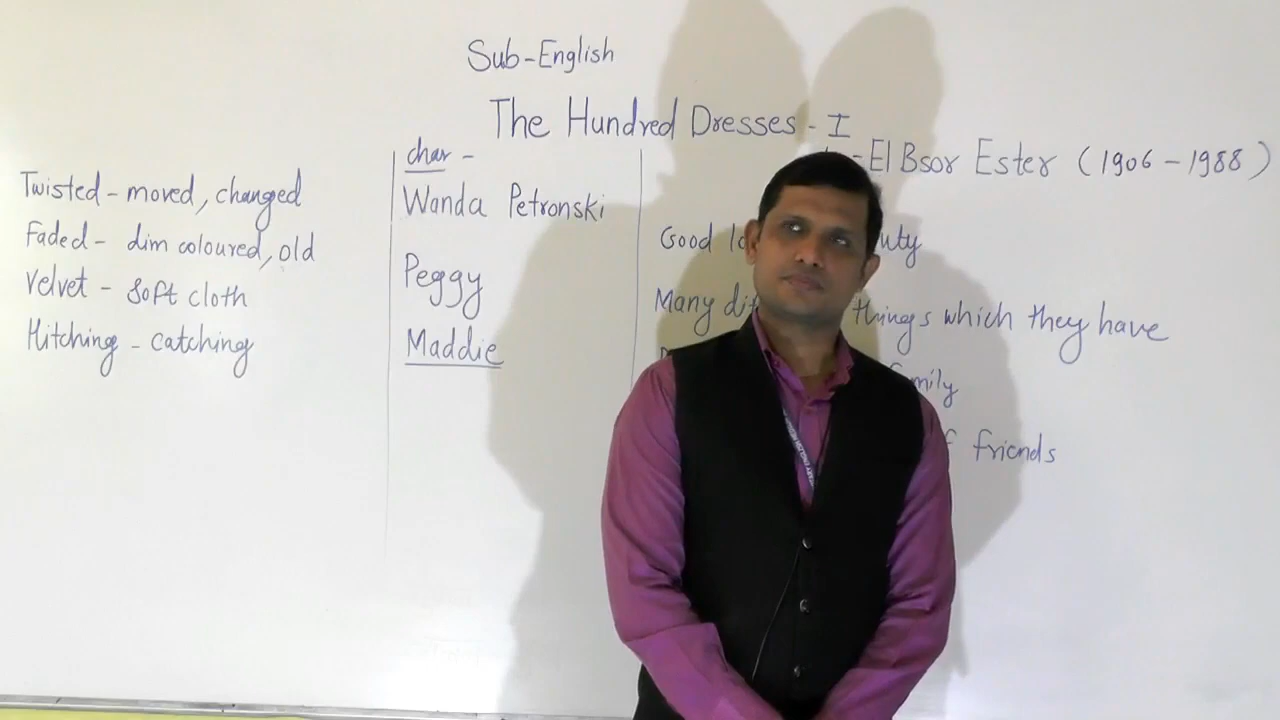 Sub-English
The Hundred Dresses - I
- El Bsor Ester (1906 - 1988)
Twisted - moved, changed
Faded - dim coloured, old
Velvet - soft cloth
Hitching - catching
char -
Wanda Petronski
Peggy
Maddie
Good
Many things which they have
friends